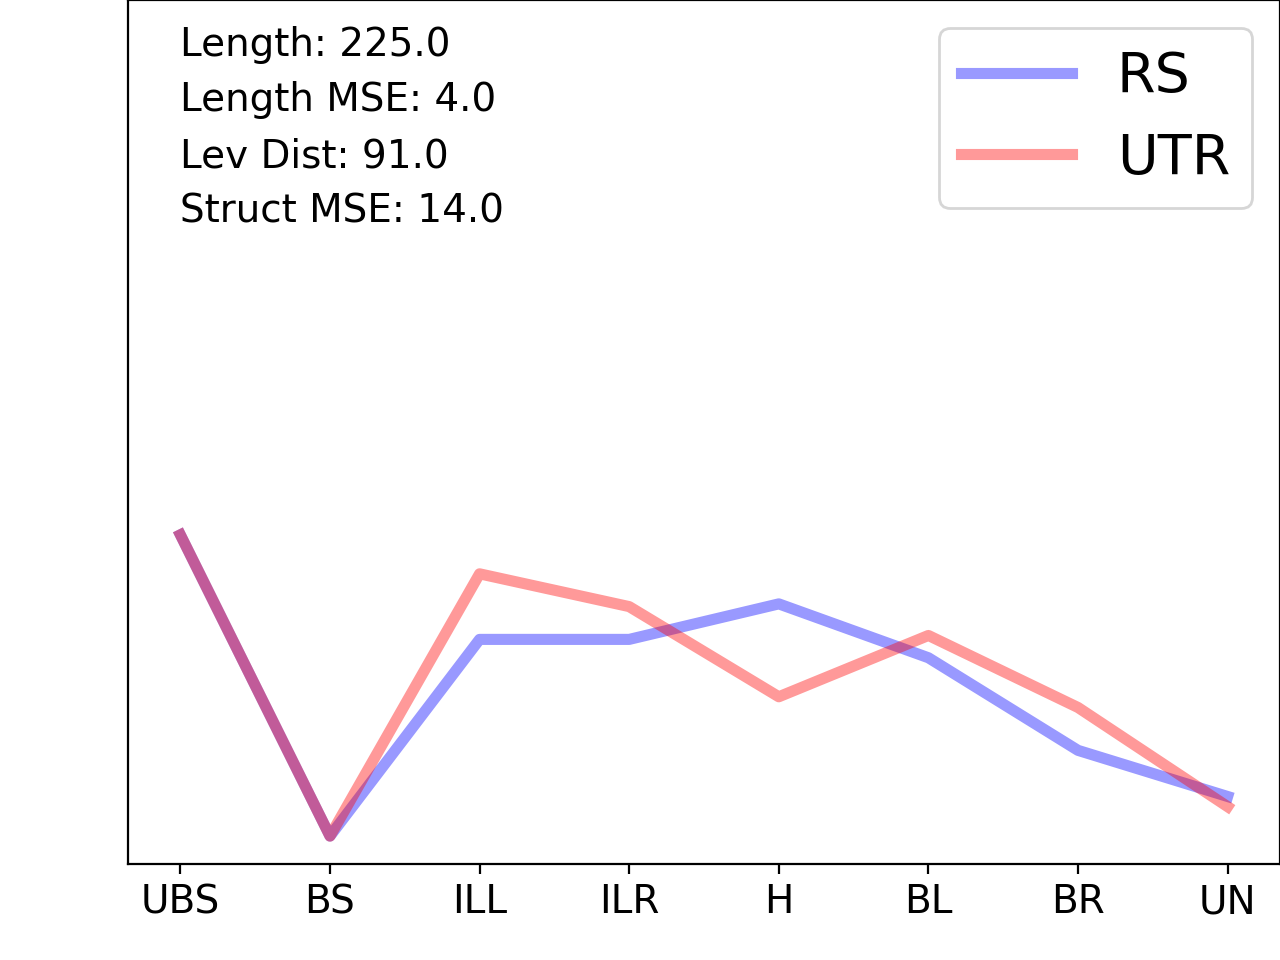 Length: 225.0
Length MSE: 4.0
Lev Dist: 91.0
Struct MSE: 14.0
RS
UTR
UBS BS ILL ILR H BL BR UN